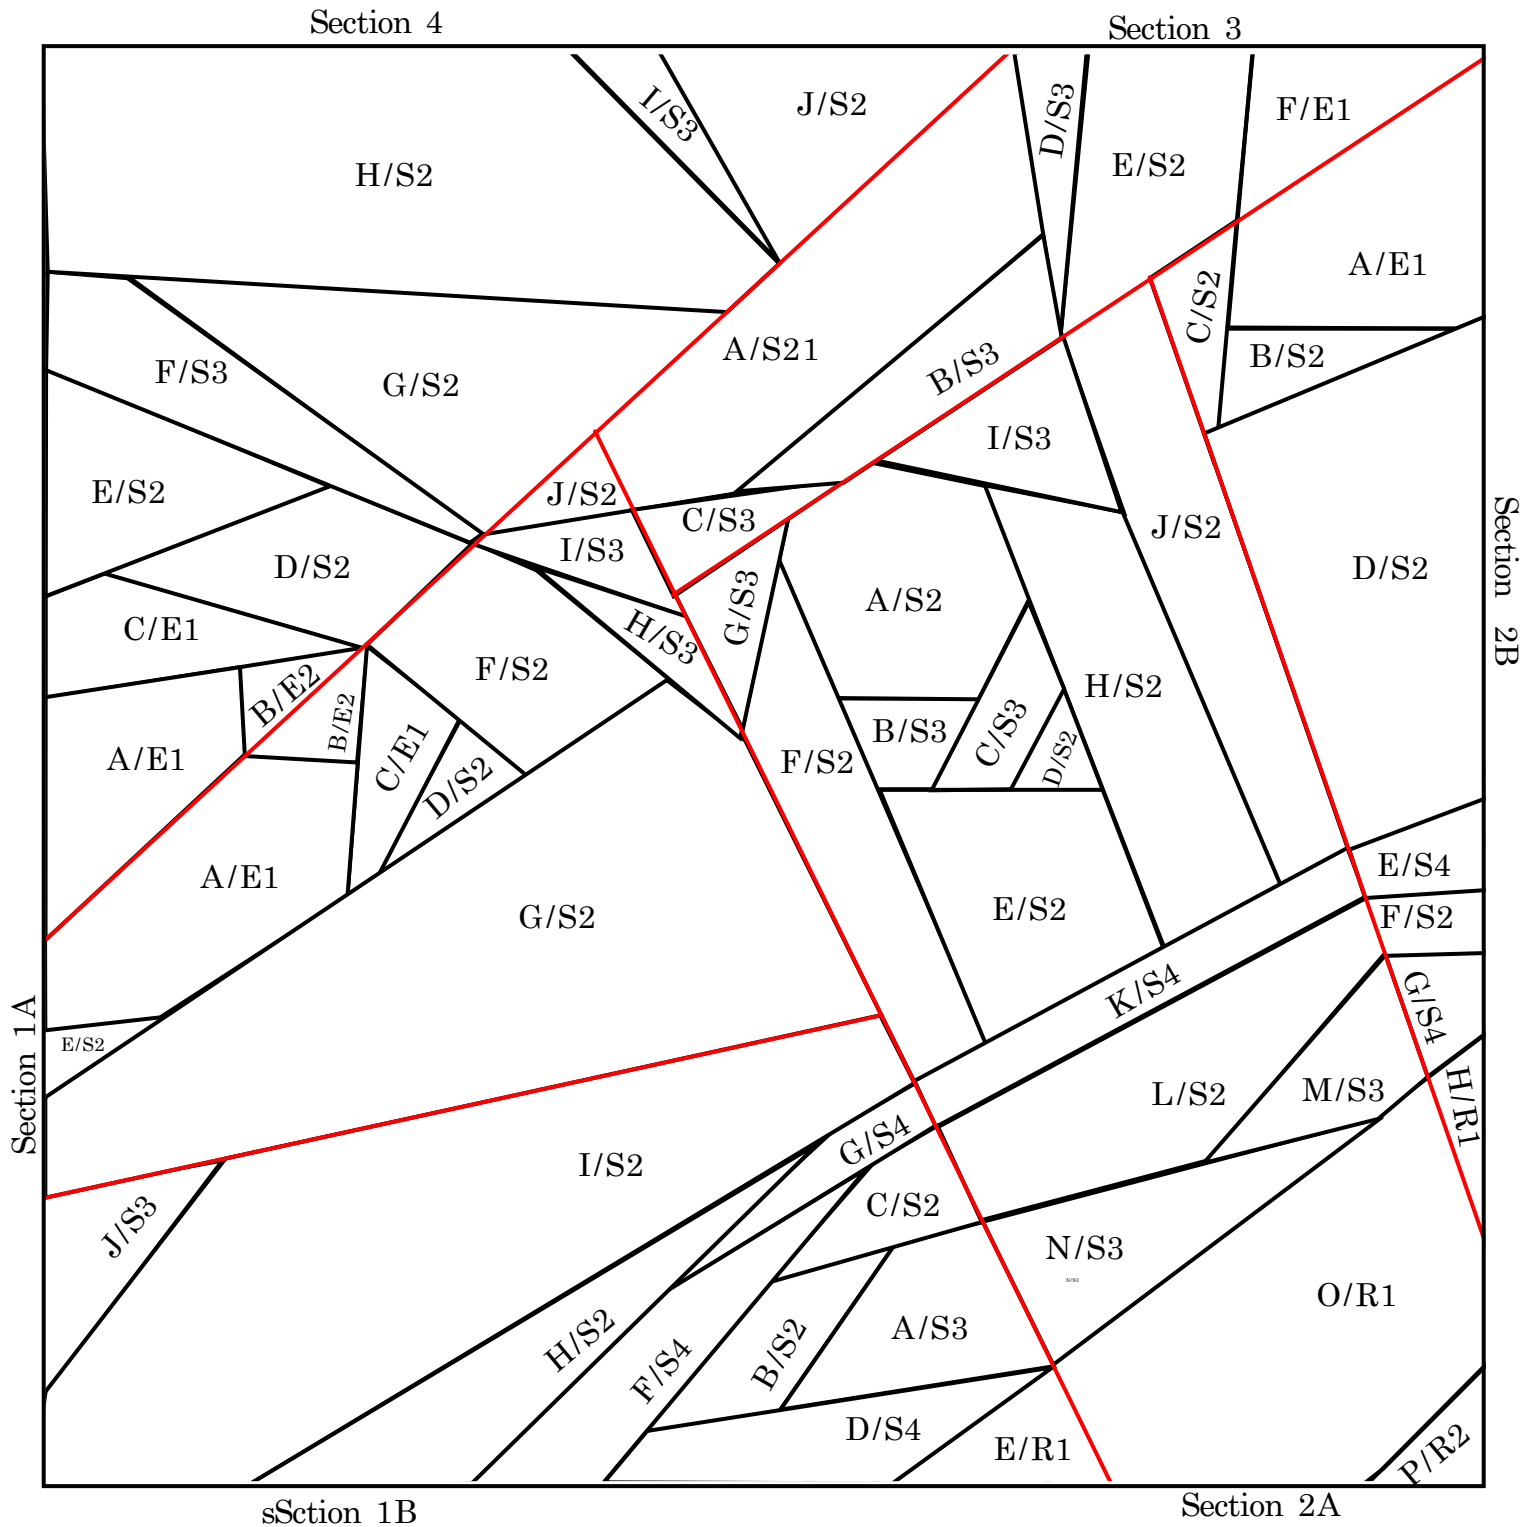 Section 4
Section 3
I/S3
J/S2
D/S3
F/E1
E/S2
H/S2
A/E1
C/S2
A/S21
B/S2
B/S3
F/S3
G/S2
I/S3
E/S2
J/S2
C/S3
J/S2
Section 2B
I/S3
D/S2
D/S2
G/S3
A/S2
C/E1
H/S3
F/S2
B/E2
H/S2
B/E2
B/S3
C/S3
A/E1
C/E1
F/S2
D/S2
D/S2
A/E1
E/S4
G/S2
E/S2
F/S2
K/S4
G/S4
E/S2
Section 1A
L/S2
M/S3
H/R1
G/S4
I/S2
J/S3
C/S2
N/S3
N/S3
O/R1
A/S3
H/S2
B/S2
F/S4
D/S4
E/R1
P/R2
sSction 1B
Section 2A